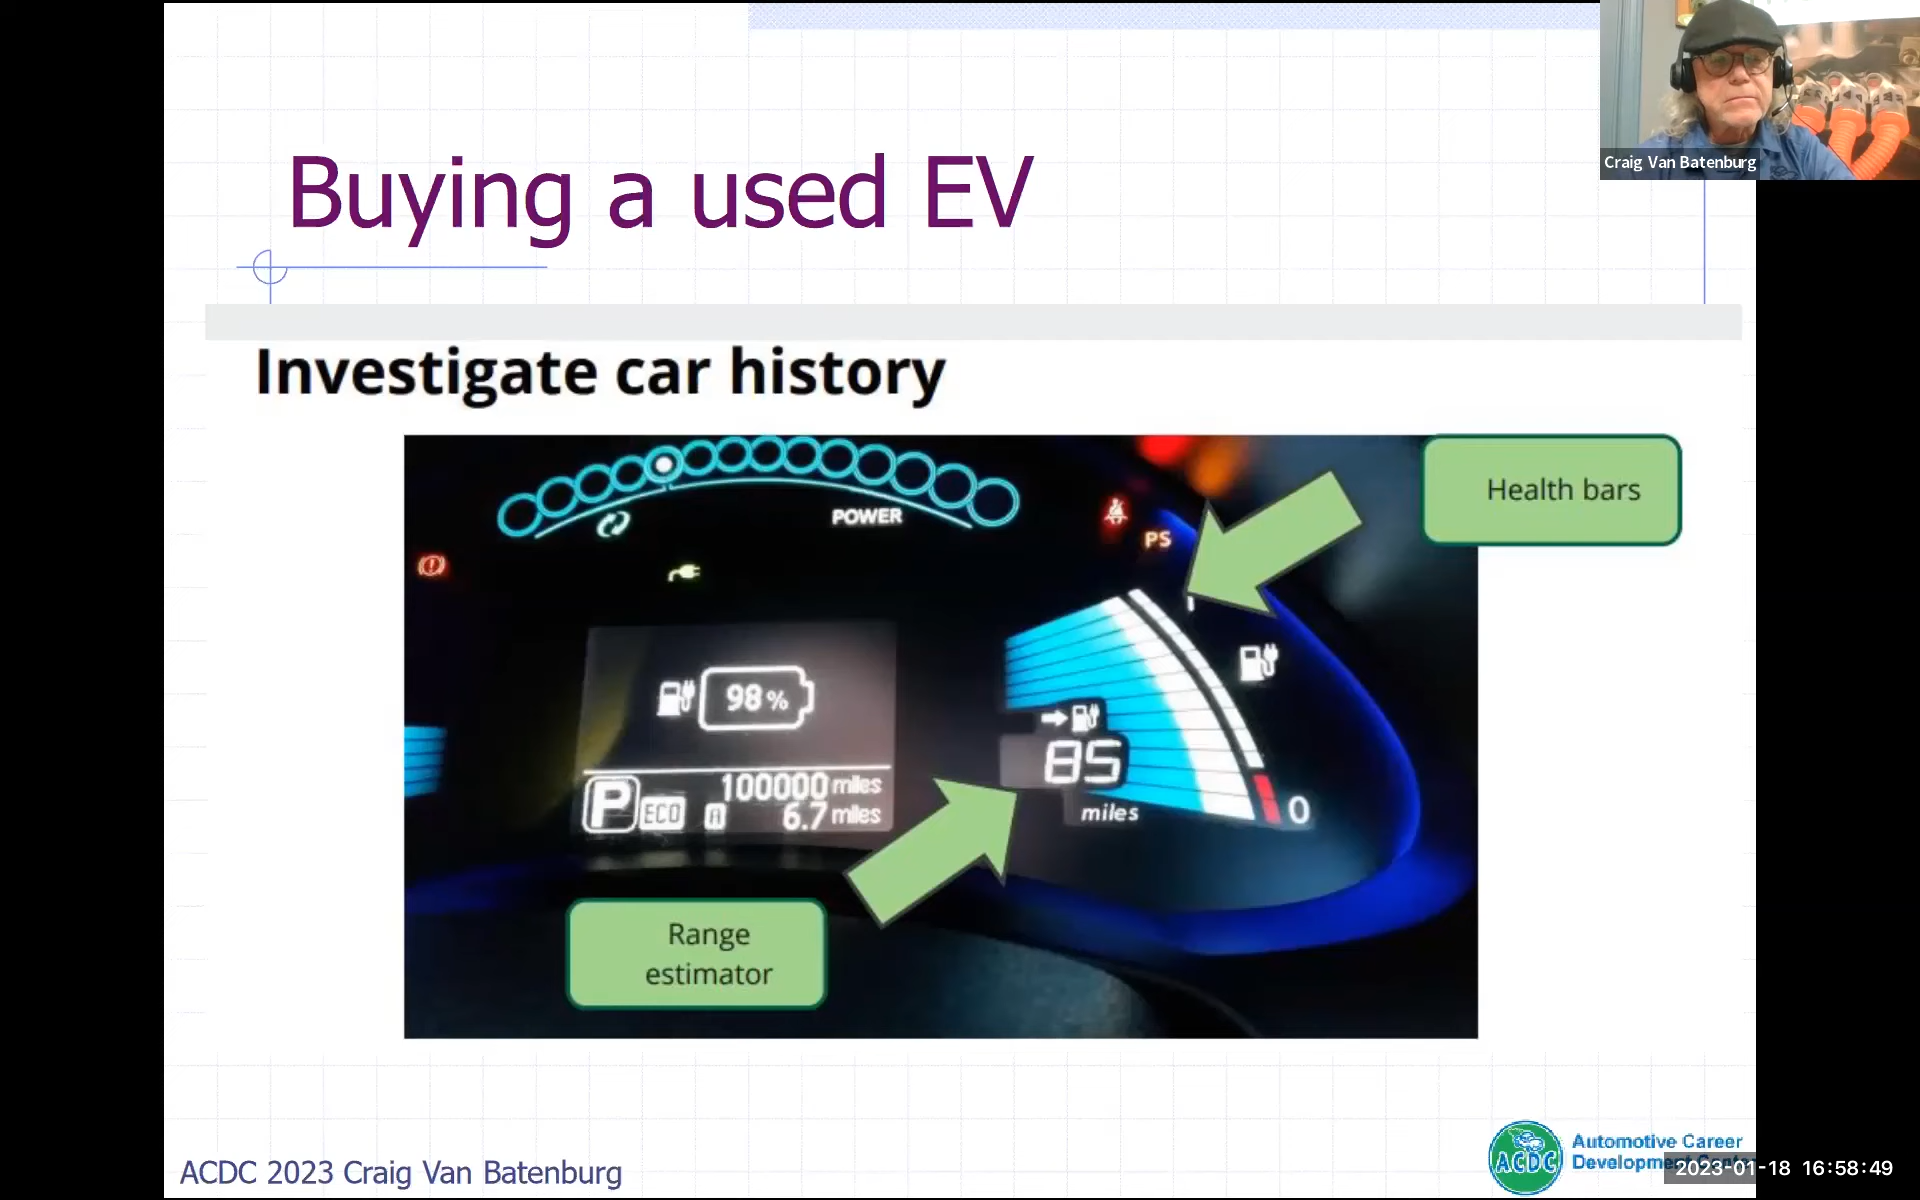 Craig Van Batenburg
Buying a used EV
Investigate car history
Health bars
POWER
PS
98 %
85
miles
100000 miles
P ECO A 6.7 miles
0
Range
estimator
ACDC 2023 Craig Van Batenburg
ACDC
Automotive Career
Development
2023-01-18 16:58:49